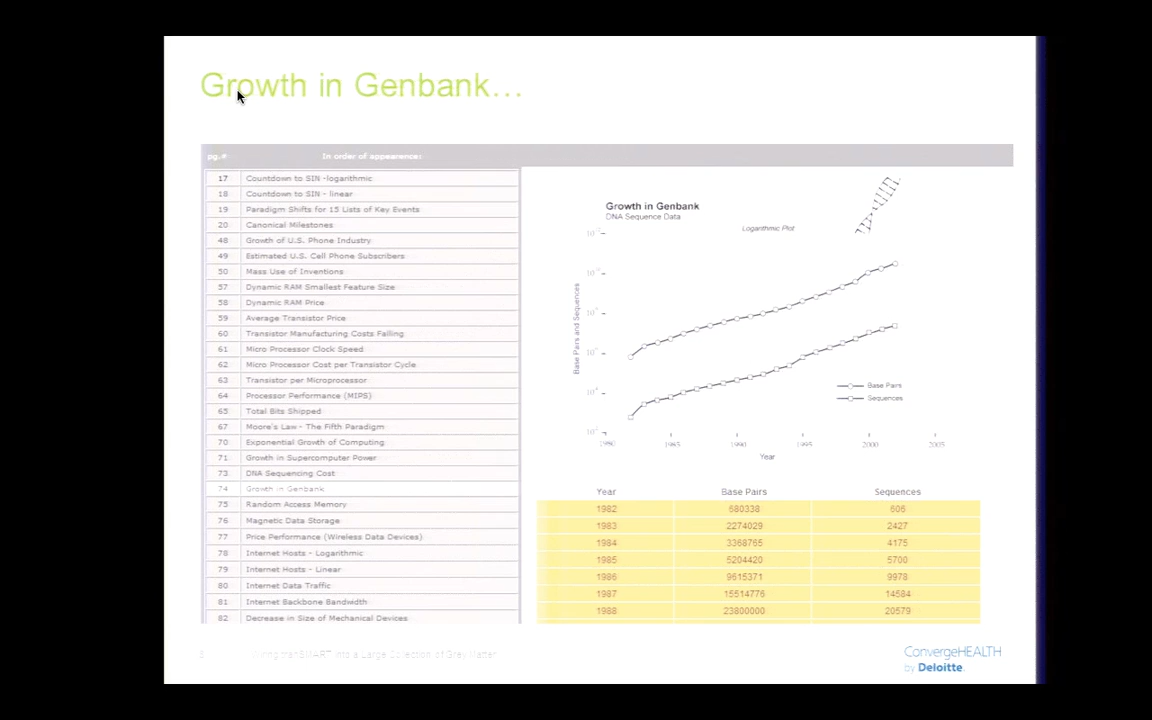 Growth in Genbank...
pg.# In order of appearance:
17 Countdown to SIN -logarithmic
18 Countdown to SIN - linear
19 Paradigm Shifts for 15 Lists of Key Events
20 Canonical Milestones
48 Growth of U.S. Phone Industry
49 Estimated U.S. Cell Phone Subscribers
50 Mass Use of Inventions
57 Dynamic RAM Smallest Feature Size
58 Dynamic RAM Price
59 Average Transistor Price
60 Transistor Manufacturing Costs Falling
61 Micro Processor Clock Speed
62 Micro Processor Cost per Transistor Cycle
63 Transistor per Microprocessor
64 Processor Performance (MIPS)
65 Total Bits Shipped
67 Moore's Law - The Fifth Paradigm
70 Exponential Growth of Computing
71 Growth in Supercomputer Power
73 DNA Sequencing Cost
74 Growth in Genbank
75 Random Access Memory
76 Magnetic Data Storage
77 Price Performance (Wireless Data Devices)
78 Internet Hosts - Logarithmic
79 Internet Hosts - Linear
80 Internet Data Traffic
81 Internet Backbone Bandwidth
82 Decrease in Size of Mechanical Devices
Growth in Genbank
DNA Sequence Data
Logarithmic Plot
Base Pairs and Sequences
Base Pairs
Sequences
1980 1985 1990 1995 2000 2005
Year
Year Base Pairs Sequences
1982 680338 606
1983 2274029 2427
1984 3368765 4175
1985 5204420 5700
1986 9615371 9978
1987 15514776 14584
1988 23800000 20579
tranSMART into a Large Collection of Grey Matter
ConvergeHEALTH
by Deloitte.